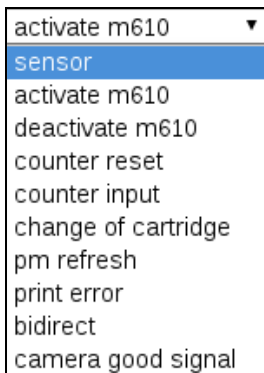 activate m610
sensor
activate m610
deactivate m610
counter reset
counter input
change of cartridge
pm refresh
print error
bidirect
camera good signal